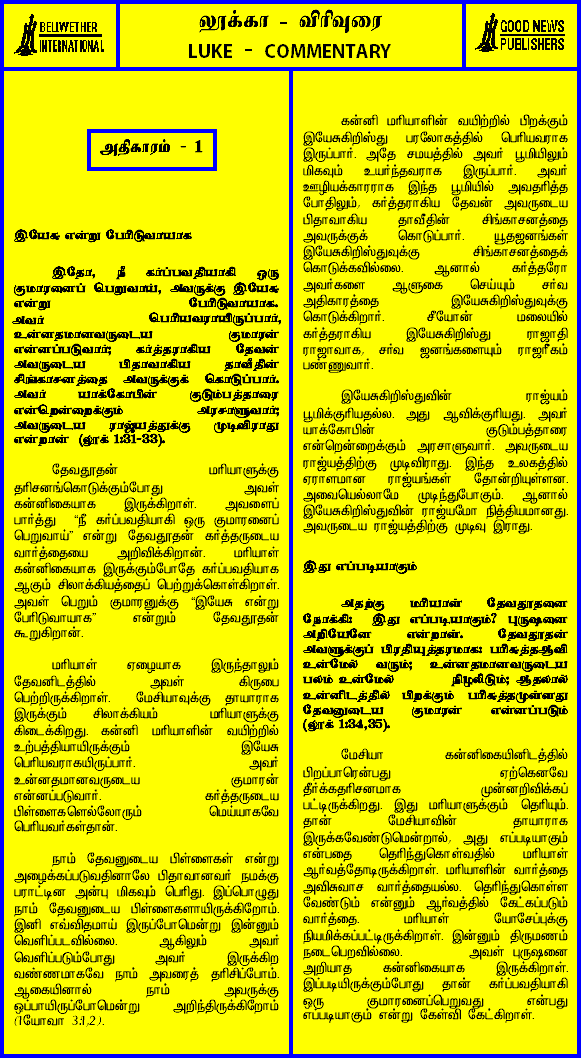 BELLWETHER
INTERNATIONAL
லூக்கா - விரிவுரை
LUKE - COMMENTARY
GOOD NEWS
PUBLISHERS
அதிகாரம் - 1
இயேசு என்று பேரிடுவாயாக
இதோ, நீ கர்ப்பவதியாகி ஒரு
குமாரனைப் பெறுவாய், அவருக்கு இயேசு
என்று பேரிடுவாயாக.
அவர் பெரியவராயிருப்பார்,
உன்னதமானவருடைய குமாரன்
என்னப்படுவார்; கர்த்தராகிய தேவன்
அவருடைய பிதாவாகிய தாவீதின்
சிங்காசனத்தை அவருக்குக் கொடுப்பார்.
அவர் யாக்கோபின் குடும்பத்தாரை
என்றென்றைக்கும் அரசாளுவார்;
அவருடைய ராஜ்யத்துக்கு முடிவிராது
என்றான் (லூக் 1:31-33).
தேவதூதன் மரியாளுக்கு
தரிசனங்கொடுக்கும்போது அவள்
கன்னிகையாக இருக்கிறாள். அவளைப்
பார்த்து "நீ கர்ப்பவதியாகி ஒரு குமாரனைப்
பெறுவாய்" என்று தேவதூதன் கர்த்தருடைய
வார்த்தையை அறிவிக்கிறான். மரியாள்
கன்னிகையாக இருக்கும்போதே கர்ப்பவதியாக
ஆகும் சிலாக்கியத்தைப் பெற்றுக்கொள்கிறாள்.
அவள் பெறும் குமாரனுக்கு "இயேசு என்று
பேரிடுவாயாக" என்றும் தேவதூதன்
கூறுகிறான்.
மரியாள் ஏழையாக இருந்தாலும்
தேவனிடத்தில் அவள் கிருபை
பெற்றிருக்கிறாள். மேசியாவுக்கு தாயாராக
இருக்கும் சிலாக்கியம் மரியாளுக்கு
கிடைக்கிறது. கன்னி மரியாளின் வயிற்றில்
உற்பத்தியாயிருக்கும் இயேசு
பெரியவராகயிருப்பார். அவர்
உன்னதமானவருடைய குமாரன்
என்னப்படுவார். கர்த்தருடைய
பிள்ளைகளெல்லோரும் மெய்யாகவே
பெரியவர்கள்தான்.
நாம் தேவனுடைய பிள்ளைகள் என்று
அழைக்கப்படுவதினாலே பிதாவானவர் நமக்கு
பாராட்டின அன்பு மிகவும் பெரிது. இப்பொழுது
நாம் தேவனுடைய பிள்ளைகளாயிருக்கிறோம்.
இனி எவ்விதமாய் இருப்போமென்று இன்னும்
வெளிப்படவில்லை. ஆகிலும் அவர்
வெளிப்படும்போது அவர் இருக்கிற
வண்ணமாகவே நாம் அவரைத் தரிசிப்போம்.
ஆகையினால் நாம் அவருக்கு
ஒப்பாயிருப்போமென்று அறிந்திருக்கிறோம்
(1யோவா 3:1,2).
கன்னி மரியாளின் வயிற்றில் பிறக்கும்
இயேசுகிறிஸ்து பரலோகத்தில் பெரியவராக
இருப்பார். அதே சமயத்தில் அவர் பூமியிலும்
மிகவும் உயர்ந்தவராக இருப்பார். அவர்
ஊழியக்காரராக இந்த பூமியில் அவதரித்த
போதிலும், கர்த்தராகிய தேவன் அவருடைய
பிதாவாகிய தாவீதின் சிங்காசனத்தை
அவருக்குக் கொடுப்பார். யூதஜனங்கள்
இயேசுகிறிஸ்துவுக்கு சிங்காசனத்தைக்
கொடுக்கவில்லை. ஆனால் கர்த்தரோ
அவர்களை ஆளுகை செய்யும் சர்வ
அதிகாரத்தை இயேசுகிறிஸ்துவுக்கு
கொடுக்கிறார். சீயோன் மலையில்
கர்த்தராகிய இயேசுகிறிஸ்து ராஜாதி
ராஜாவாக, சர்வ ஜனங்களையும் ராஜரீகம்
பண்ணுவார்.
இயேசுகிறிஸ்துவின் ராஜ்யம்
பூமிக்குரியதல்ல. அது ஆவிக்குரியது. அவர்
யாக்கோபின் குடும்பத்தாரை
என்றென்றைக்கும் அரசாளுவார். அவருடைய
ராஜ்யத்திற்கு முடிவிராது. இந்த உலகத்தில்
ஏராளமான ராஜ்யங்கள் தோன்றியுள்ளன.
அவையெல்லாமே முடிந்துபோகும். ஆனால்
இயேசுகிறிஸ்துவின் ராஜ்யமோ நித்தியமானது.
அவருடைய ராஜ்யத்திற்கு முடிவு இராது.
இது எப்படியாகும்
அதற்கு மரியாள் தேவதூதனை
நோக்கி: இது எப்படியாகும்? புருஷனை
அறியேனே என்றாள். தேவதூதன்
அவளுக்குப் பிரதியுத்தரமாக: பரிசுத்தஆவி
உன்மேல் வரும்; உன்னதமானவருடைய
பலம் உன்மேல் நிழலிடும்; ஆதலால்
உன்னிடத்தில் பிறக்கும் பரிசுத்தமுள்ளது
தேவனுடைய குமாரன் என்னப்படும்
(லூக் 1:34,35).
மேசியா கன்னிகையினிடத்தில்
பிறப்பாரென்பது ஏற்கெனவே
தீர்க்கதரிசனமாக முன்னறிவிக்கப்
பட்டிருக்கிறது. இது மரியாளுக்கும் தெரியும்.
தான் மேசியாவின் தாயாராக
இருக்கவேண்டுமென்றால், அது எப்படியாகும்
என்பதை தெரிந்துகொள்வதில் மரியாள்
ஆர்வத்தோடிருக்கிறாள். மரியாளின் வார்த்தை
அவிசுவாச வார்த்தையல்ல. தெரிந்துகொள்ள
வேண்டும் என்னும் ஆர்வத்தில் கேட்கப்படும்
வார்த்தை. மரியாள் யோசேப்புக்கு
நியமிக்கப்பட்டிருக்கிறாள். இன்னும் திருமணம்
நடைபெறவில்லை. அவள் புருஷனை
அறியாத கன்னிகையாக இருக்கிறாள்.
இப்படியிருக்கும்போது தான் கர்ப்பவதியாகி
ஒரு குமாரனைப்பெறுவது என்பது
எப்படியாகும் என்று கேள்வி கேட்கிறாள்.